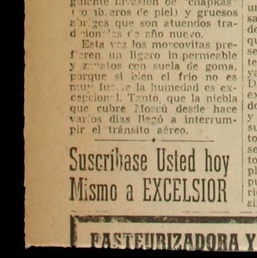 guiente invasión de "chapkas"
(sombreros de piel) y gruesos
abrigos que son atuendos tra-
dicionales de año nuevo.
Esta vez los moscovitas pre-
fieren un ligero impermeable
y zapatos con suela de goma,
porque si bien el frío no es
muy fuerte la humedad es ex-
cepcional. Tanto, que la niebla
que cubre Moscú desde hace
varios días llegó a interrum-
pir el tránsito aéreo.
Suscríbase Usted hoy
Mismo a EXCELSIOR
PASTEURIZADORA Y